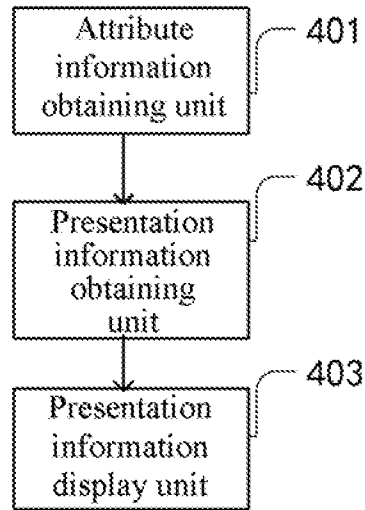 Attribute
information
obtaining unit
401
Presentation
information
obtaining
unit
402
Presentation
information
display unit
403